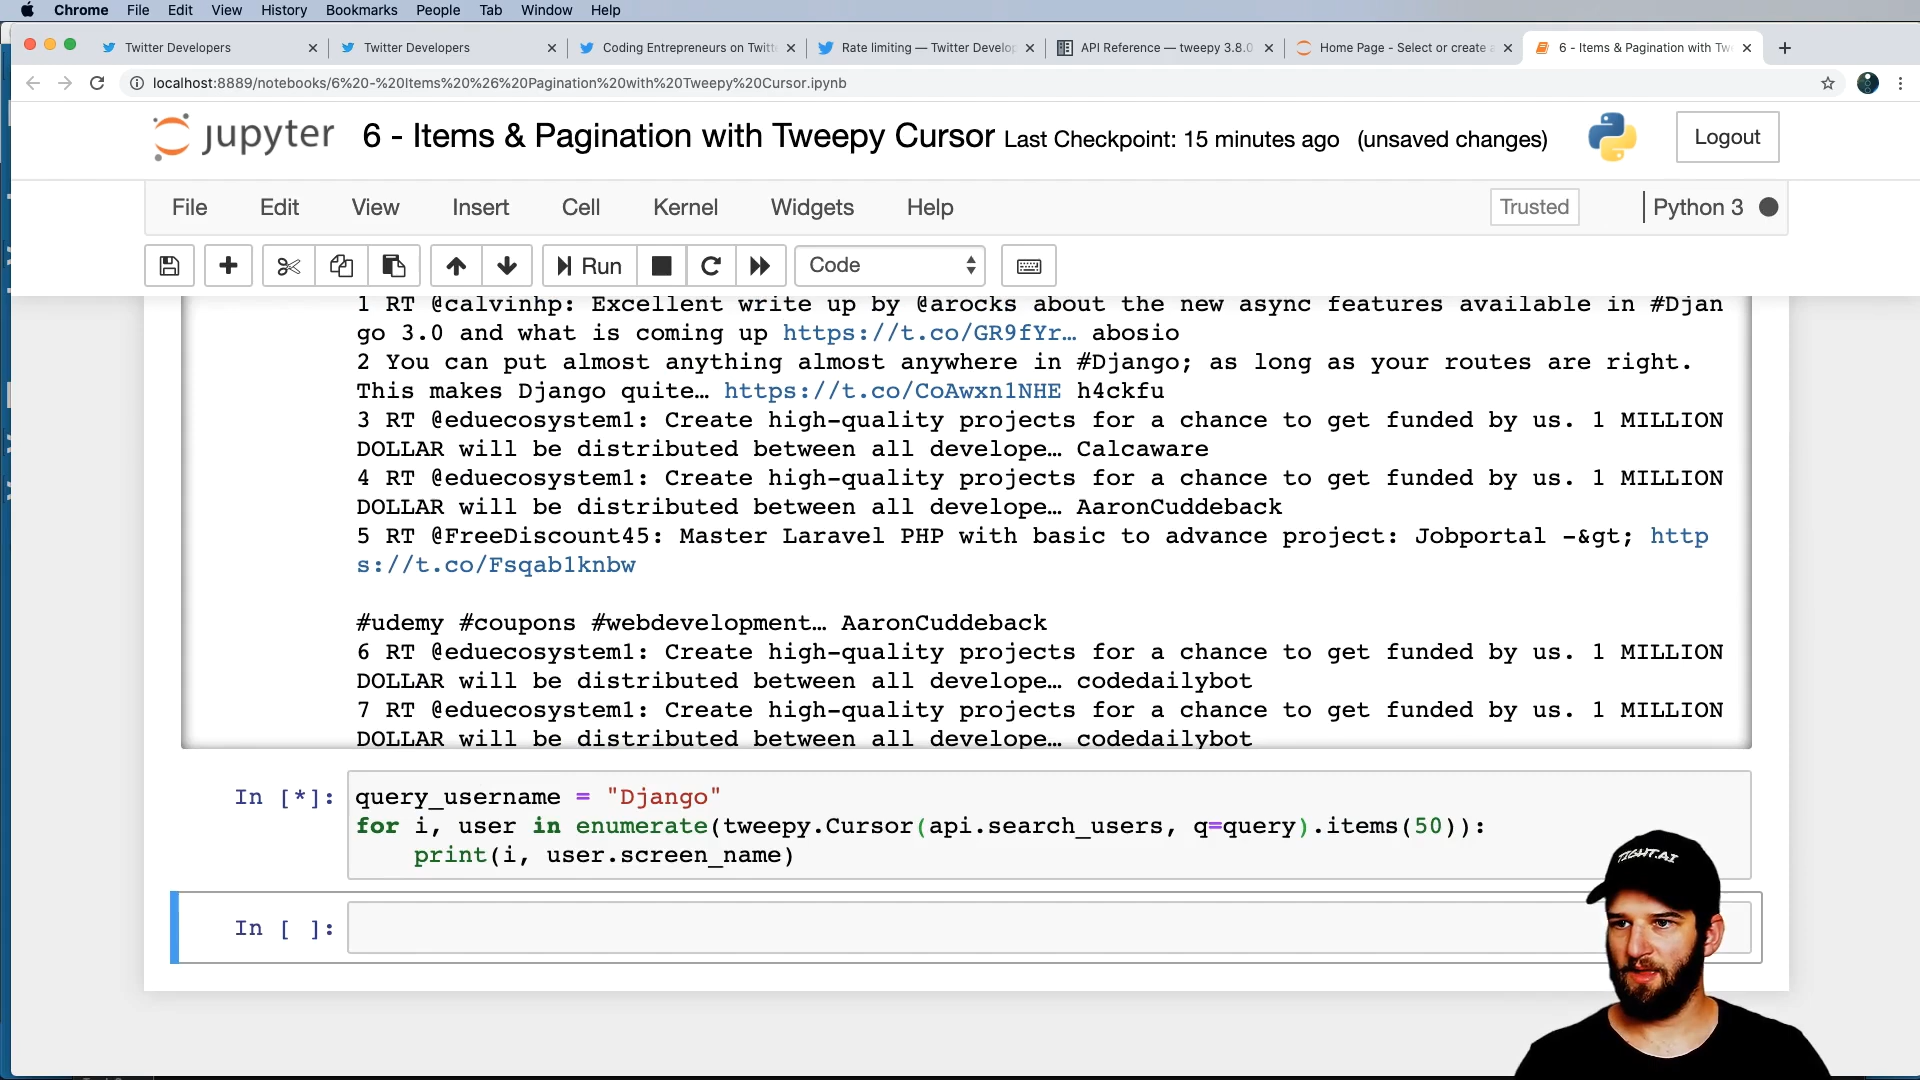 Chrome File Edit View History Bookmarks People Tab Window Help
Twitter Developers
Twitter Developers
Coding Entrepreneurs on Twitt
Rate limiting — Twitter Develop
API Reference — tweepy 3.8.0
Home Page - Select or create a
6 - Items & Pagination with Tw
localhost:8889/notebooks/6%20-%20Items%20%26%20Pagination%20with%20Tweepy%20Cursor.ipynb
jupyter 6 - Items & Pagination with Tweepy Cursor Last Checkpoint: 15 minutes ago (unsaved changes) Logout
File Edit View Insert Cell Kernel Widgets Help Trusted Python 3
Run Code
1 RT @calvinhp: Excellent write up by @arocks about the new async features available in #Djan
go 3.0 and what is coming up https://t.co/GR9fYr… abosio
2 You can put almost anything almost anywhere in #Django; as long as your routes are right.
This makes Django quite… https://t.co/CoAwxn1NHE h4ckfu
3 RT @eduecosystem1: Create high-quality projects for a chance to get funded by us. 1 MILLION
DOLLAR will be distributed between all develope… Calcaware
4 RT @eduecosystem1: Create high-quality projects for a chance to get funded by us. 1 MILLION
DOLLAR will be distributed between all develope… AaronCuddeback
5 RT @FreeDiscount45: Master Laravel PHP with basic to advance project: Jobportal -&gt; http
s://t.co/Fsqab1knbw
#udemy #coupons #webdevelopment… AaronCuddeback
6 RT @eduecosystem1: Create high-quality projects for a chance to get funded by us. 1 MILLION
DOLLAR will be distributed between all develope… codedailybot
7 RT @eduecosystem1: Create high-quality projects for a chance to get funded by us. 1 MILLION
DOLLAR will be distributed between all develope… codedailybot
In [*]: query_username = "Django"
for i, user in enumerate(tweepy.Cursor(api.search_users, q=query).items(50)):
print(i, user.screen_name)
In [ ]:
TIGHT.AI